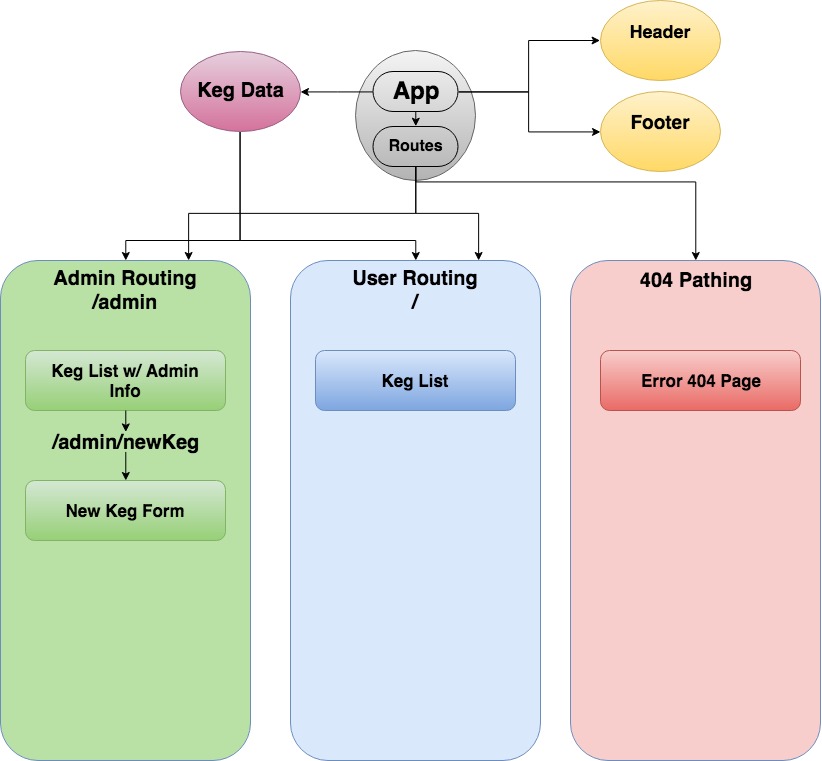 Header
Keg Data
App
Footer
Routes
Admin Routing
/admin
User Routing
/
404 Pathing
Keg List w/ Admin
Info
Keg List
Error 404 Page
/admin/newKeg
New Keg Form